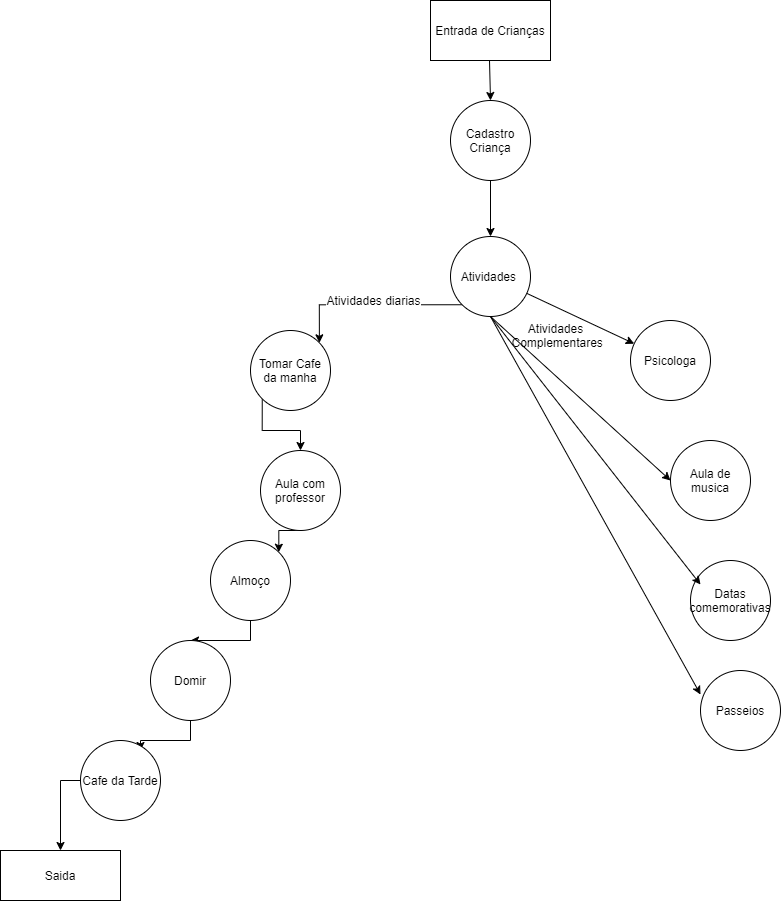 Entrada de Crianças
Cadastro
Criança
Atividades
Atividades diarias
Atividades
Complementares
Tomar Cafe
da manha
Psicologa
Aula com
professor
Aula de
musica
Almoço
Datas
comemorativas
Domir
Passeios
Cafe da Tarde
Saida